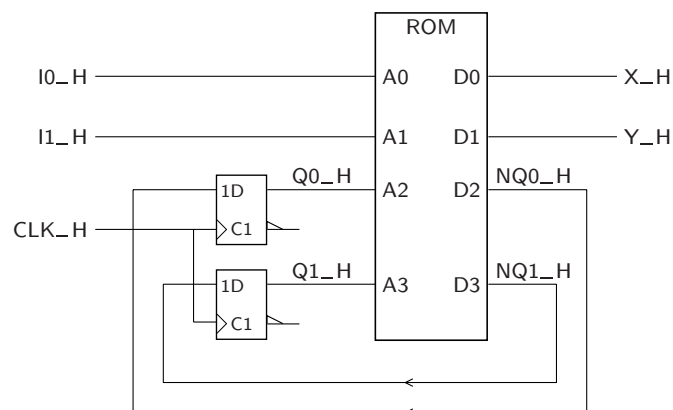 ROM
I0_H A0 D0 X_H
I1_H A1 D1 Y_H
Q0_H NQ0_H
1D A2 D2
CLK_H C1
Q1_H NQ1_H
1D A3 D3
C1